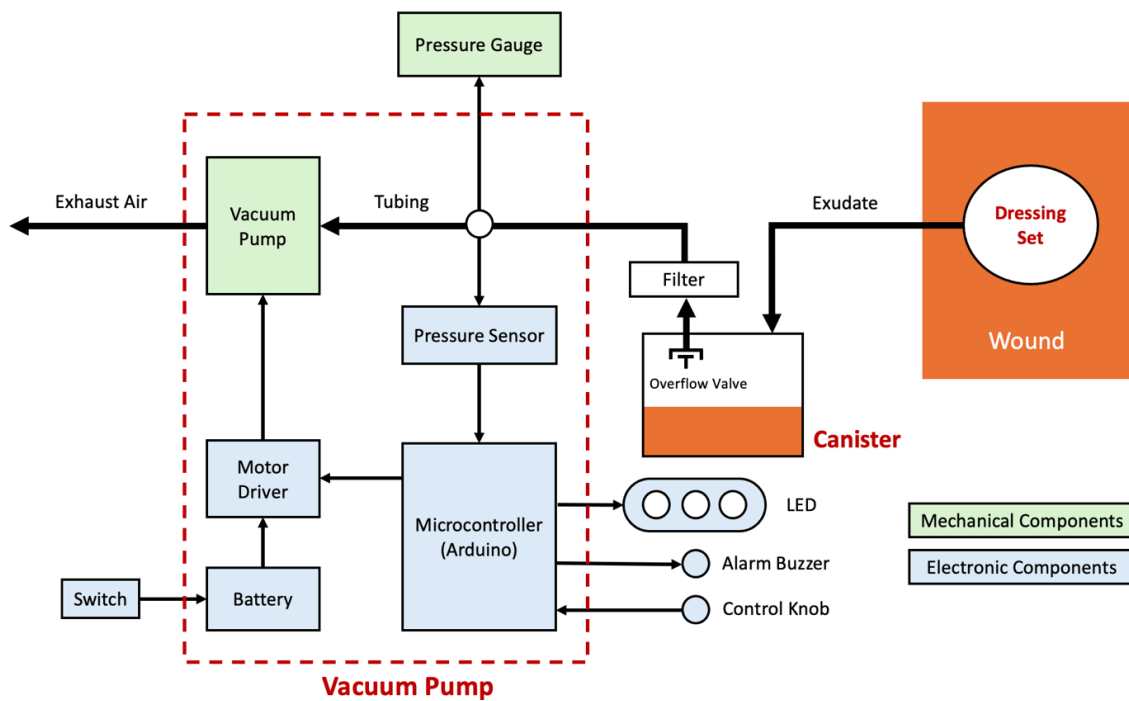 Pressure Gauge
Exhaust Air
Vacuum
Pump
Tubing
Exudate
Dressing
Set
Filter
Pressure Sensor
Wound
Overflow Valve
Canister
Motor
Driver
Microcontroller
(Arduino)
LED
Mechanical Components
Alarm Buzzer
Electronic Components
Switch
Battery
Control Knob
Vacuum Pump